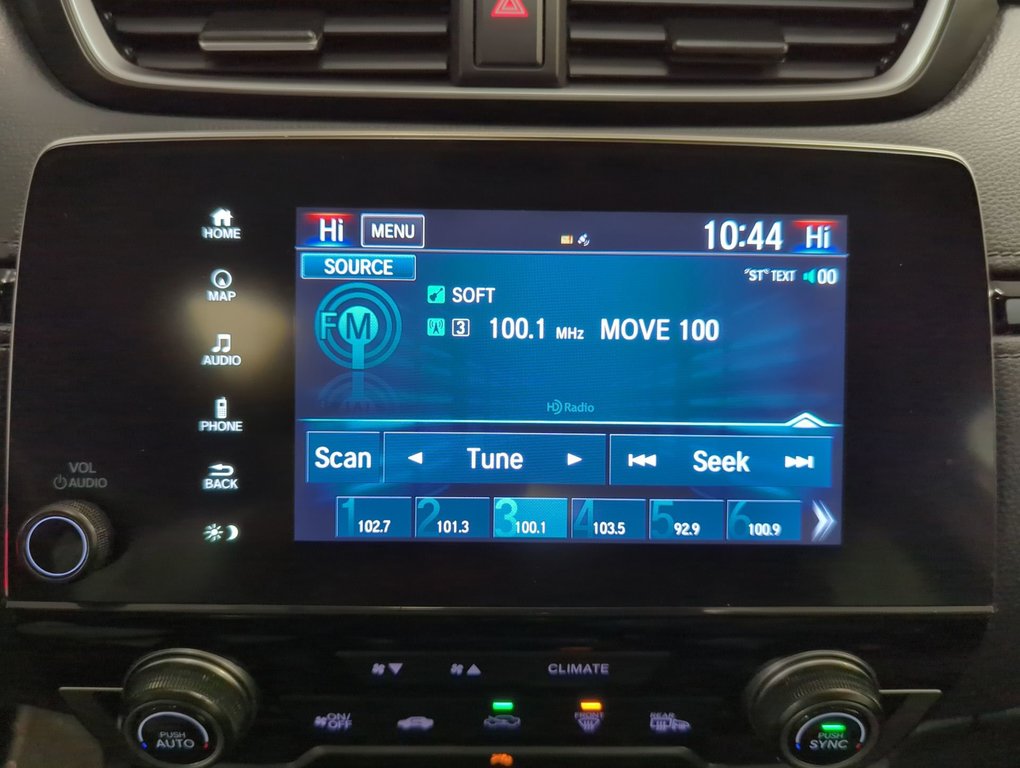 Hi MENU 10:44 Hi
SOURCE "ST" TEXT 00
SOFT
FM 3 100.1 MHz MOVE 100
HD Radio
Scan Tune Seek
1 102.7 2 101.3 3 100.1 4 103.5 5 92.9 6 100.9
HOME
MAP
AUDIO
PHONE
BACK
VOL
AUDIO
CLIMATE
ON/OFF FRONT REAR
PUSH AUTO
PUSH SYNC